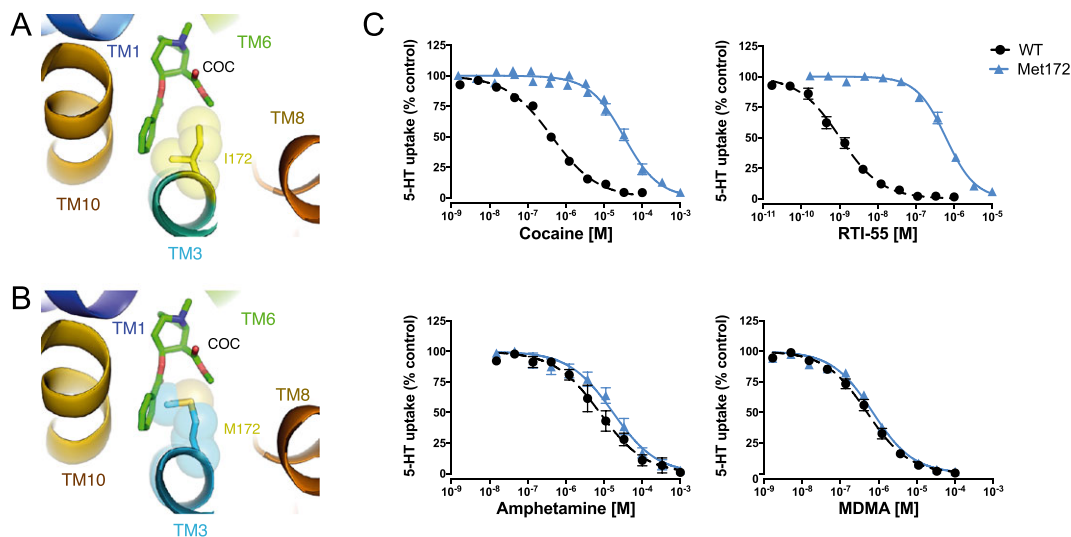 A
TM1
TM6
COC
TM8
I172
TM10
TM3
B
TM1
TM6
COC
TM8
M172
TM10
TM3
C
5-HT uptake (% control)
125
100
75
50
25
0
10-9 10-8 10-7 10-6 10-5 10-4 10-3
Cocaine [M]
5-HT uptake (% control)
125
100
75
50
25
0
10-11 10-10 10-9 10-8 10-7 10-6 10-5
RTI-55 [M]
WT
Met172
5-HT uptake (% control)
125
100
75
50
25
0
10-9 10-8 10-7 10-6 10-5 10-4 10-3
Amphetamine [M]
5-HT uptake (% control)
125
100
75
50
25
0
10-9 10-8 10-7 10-6 10-5 10-4 10-3
MDMA [M]